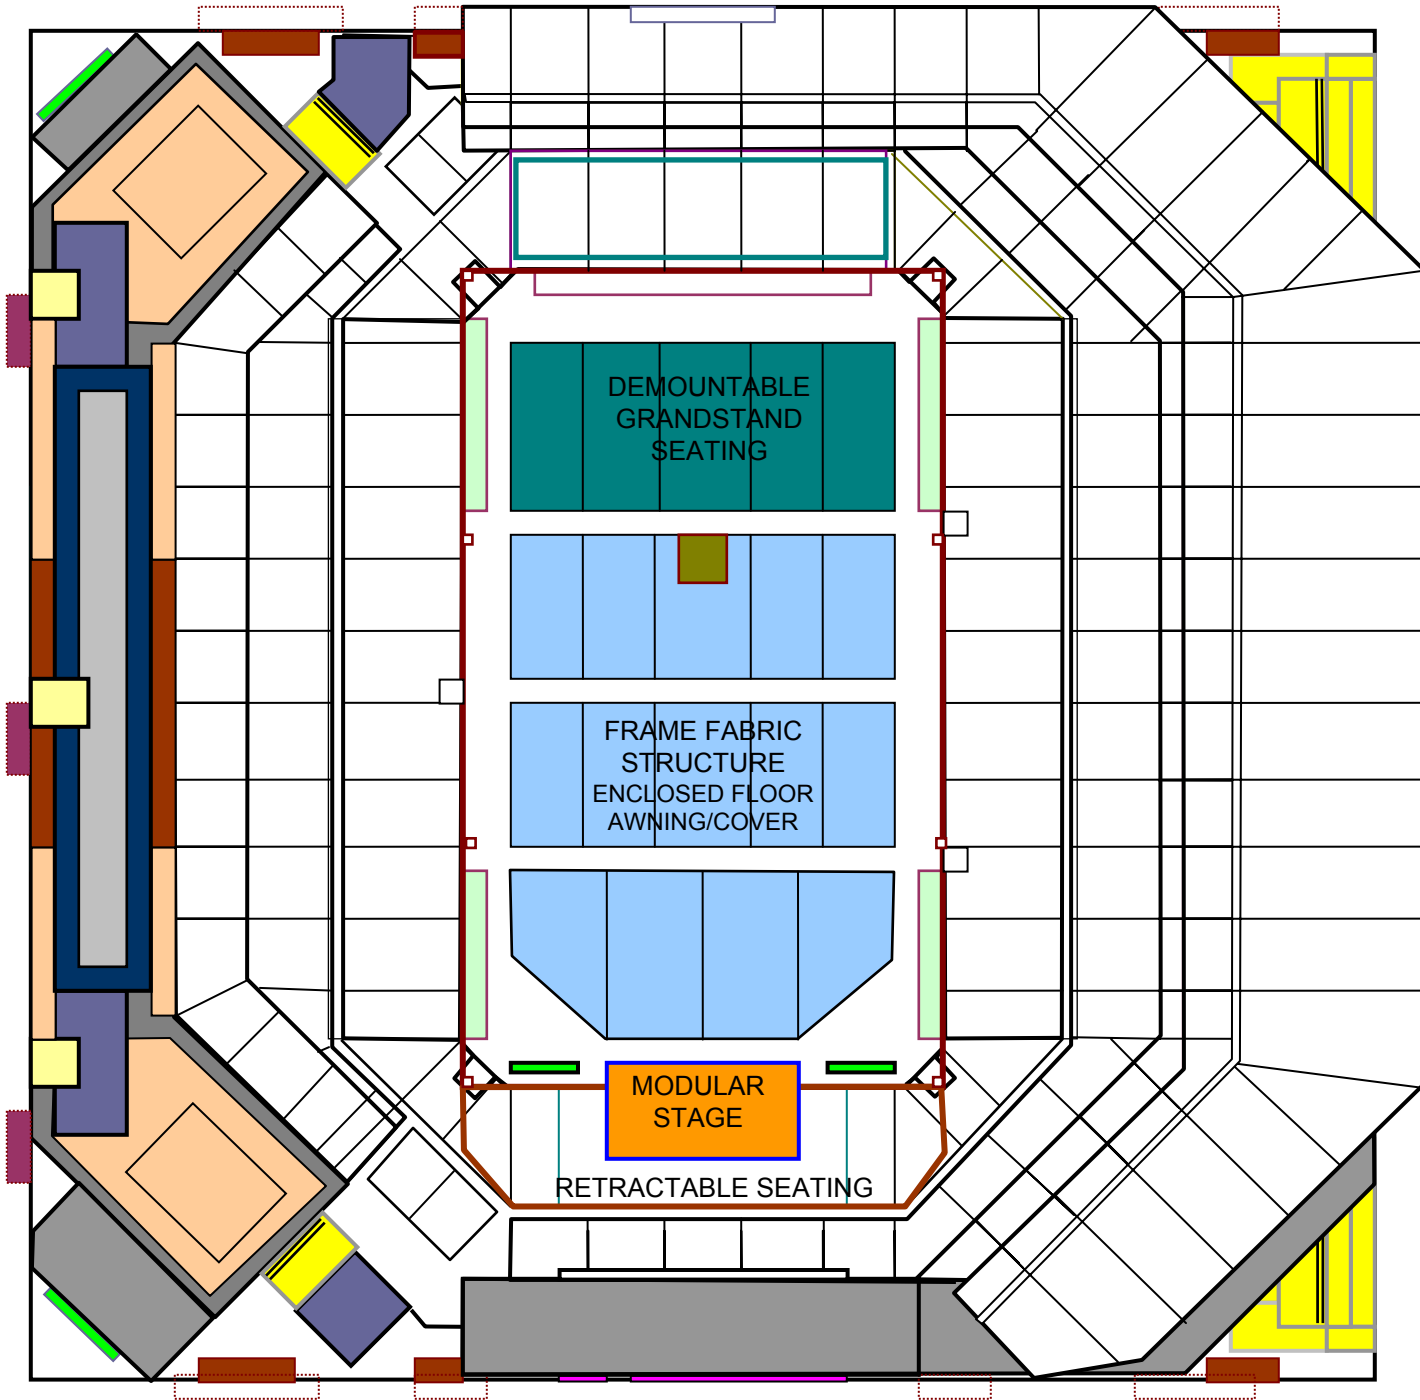 DEMOUNTABLE
GRANDSTAND
SEATING
FRAME FABRIC
STRUCTURE
ENCLOSED FLOOR
AWNING/COVER
MODULAR
STAGE
RETRACTABLE SEATING